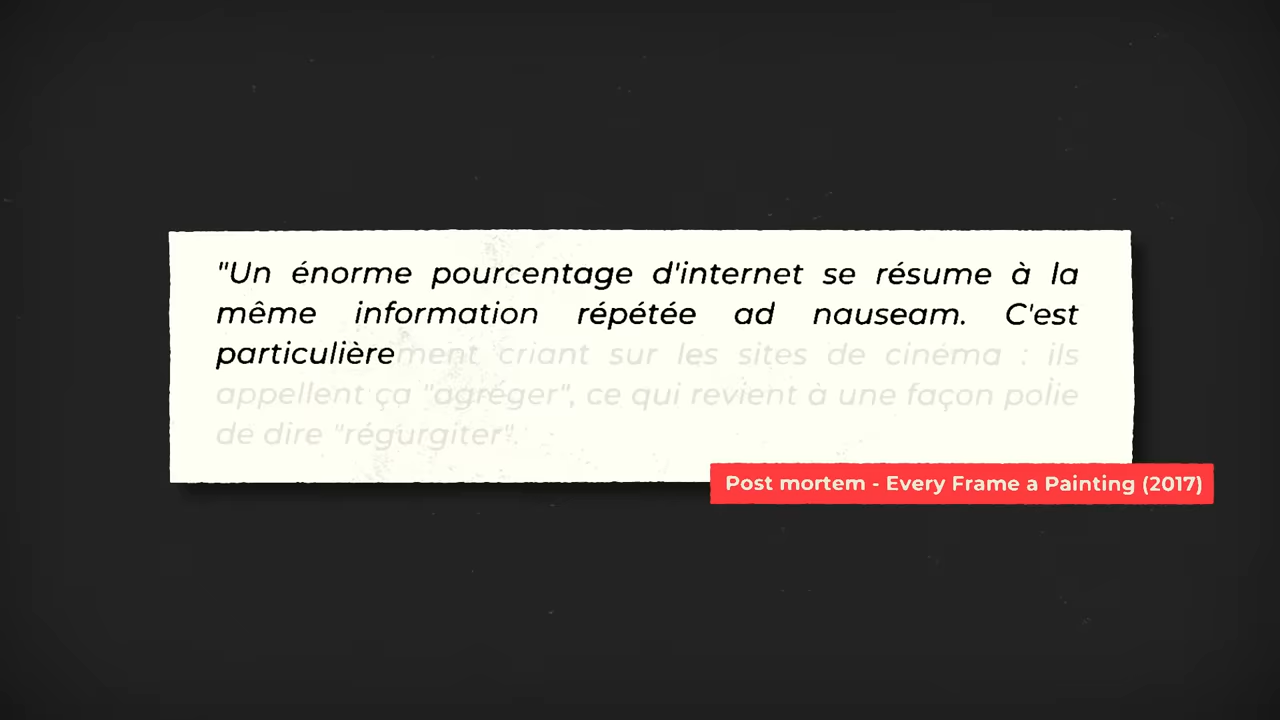 "Un énorme pourcentage d'internet se résume à la
même information répétée ad nauseam. C'est
particulièrement criant sur les sites de cinéma : ils
appellent ça "agréger", ce qui revient à une façon polie
de dire "régurgiter".
Post mortem - Every Frame a Painting (2017)